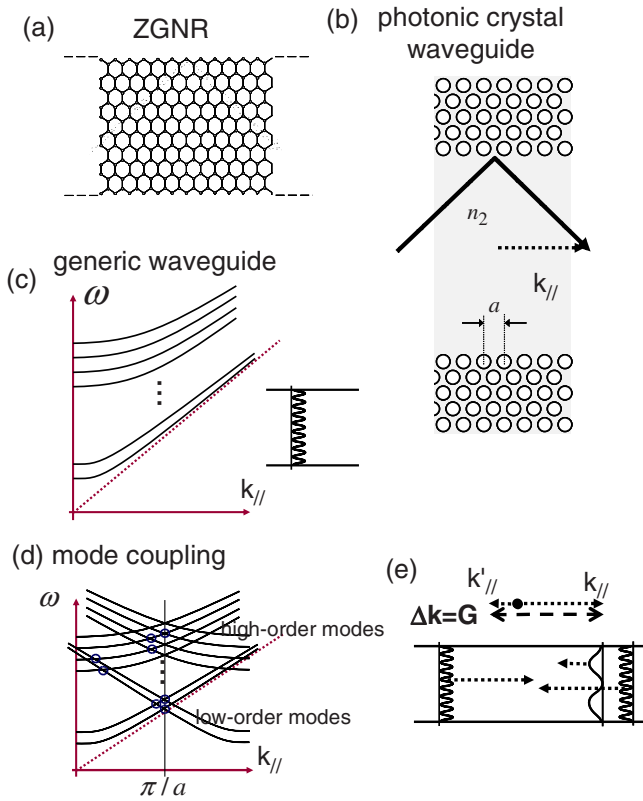 (a) ZGNR
(b) photonic crystal
waveguide
n₂
k//
a
(c) generic waveguide
ω
k//
(d) mode coupling
ω
high-order modes
low-order modes
k//
π/a
(e)
k'// k//
Δk=G